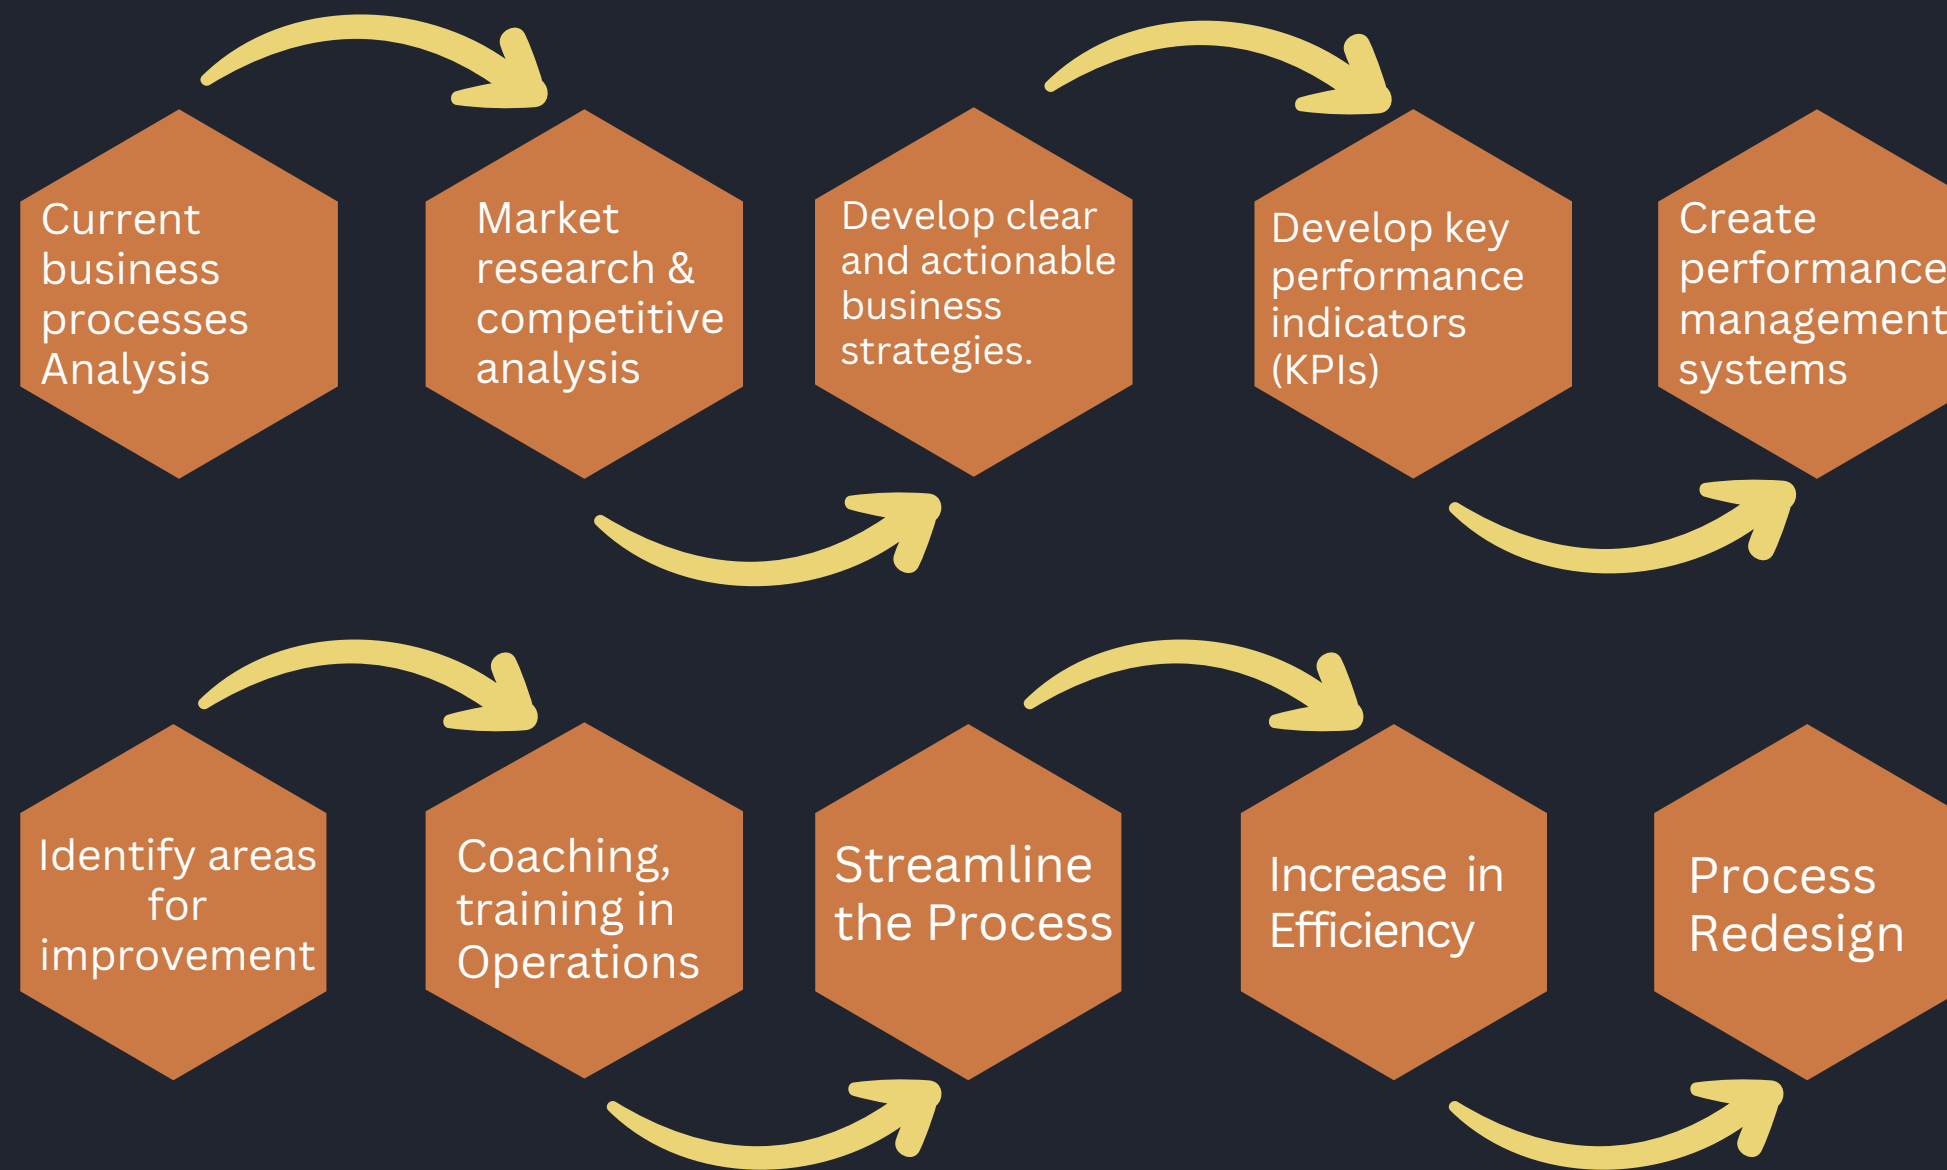 Current
business
processes
Analysis
Market
research &
competitive
analysis
Develop clear
and actionable
business
strategies.
Develop key
performance
indicators
(KPIs)
Create
performance
management
systems
Identify areas
for
improvement
Coaching,
training in
Operations
Streamline
the Process
Increase in
Efficiency
Process
Redesign